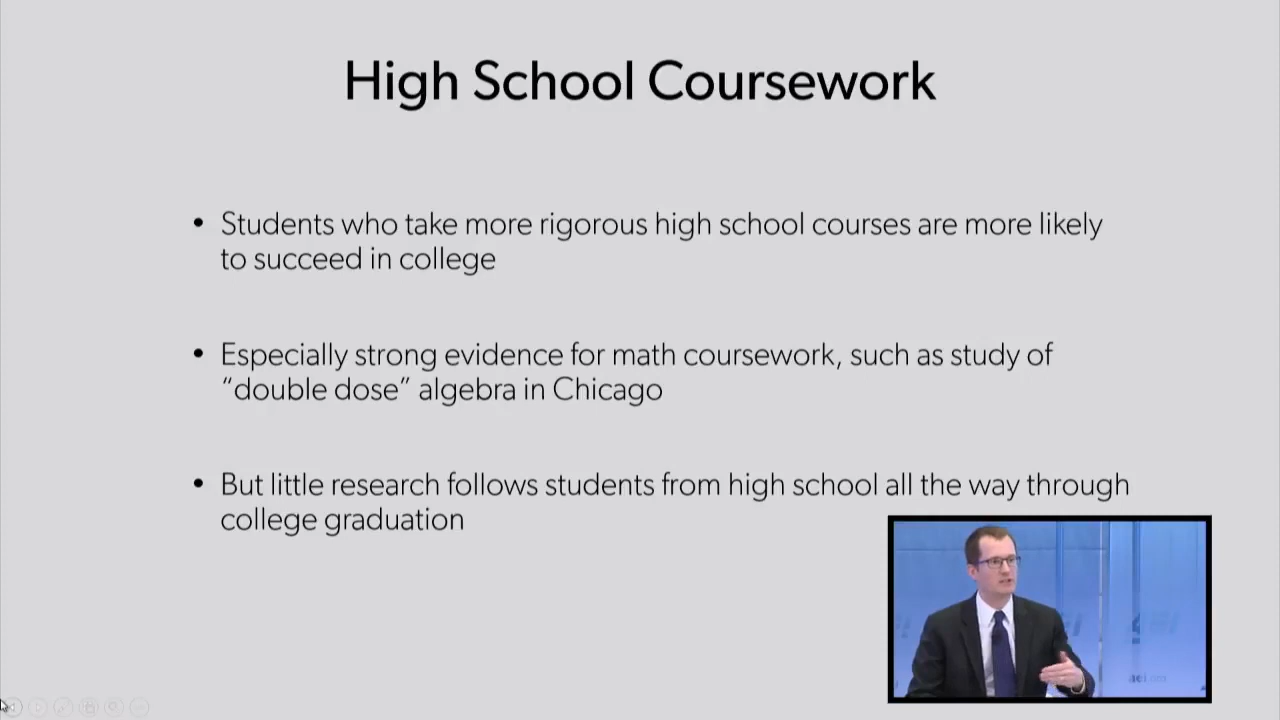 High School Coursework
• Students who take more rigorous high school courses are more likely
to succeed in college
• Especially strong evidence for math coursework, such as study of
“double dose” algebra in Chicago
• But little research follows students from high school all the way through
college graduation
AEI